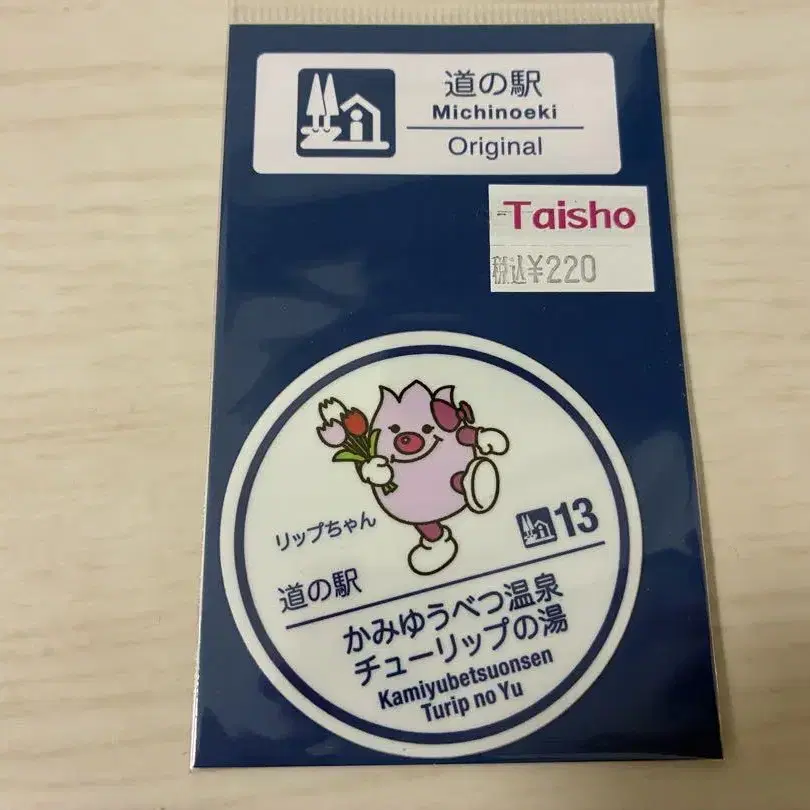 道の駅
Michinoeki
Original
Taisho
税込¥220
リップちゃん
13
道の駅
かみゆうべつ温泉
チューリップの湯
Kamiyubetsuonsen
Turip no Yu